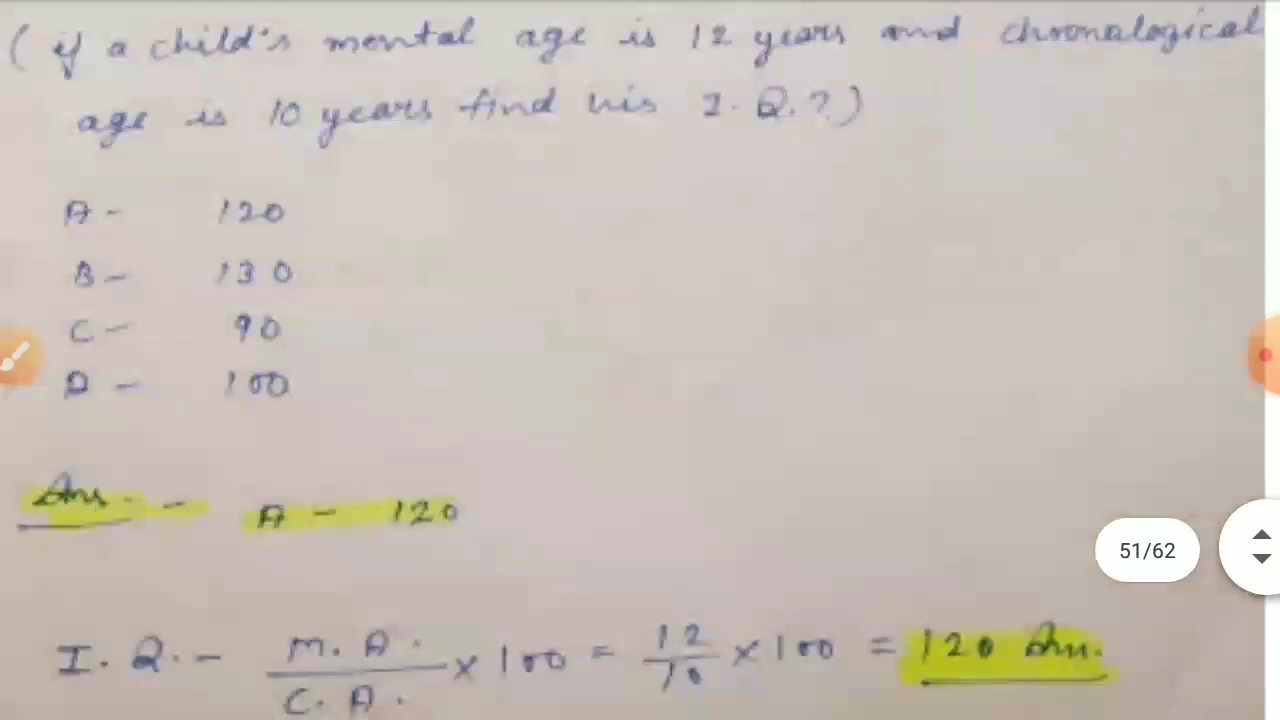 ( if a child's mental age is 12 years and chronalogical
age is 10 years find his I.Q.?)
A- 120
B- 130
C- 90
D- 100
Ans. - A - 120
I.Q.- M.A. / C.A. × 100 = 12/10 × 100 = 120 Ans.
51/62